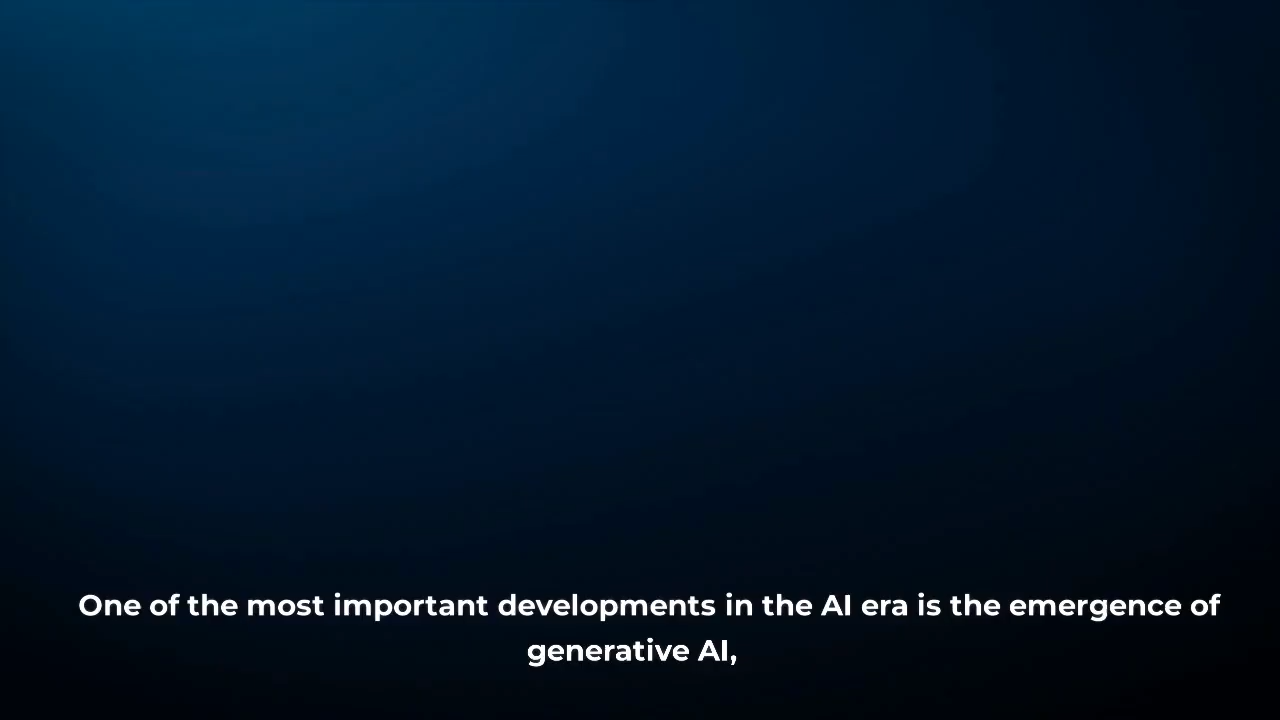 One of the most important developments in the AI era is the emergence of
generative AI,